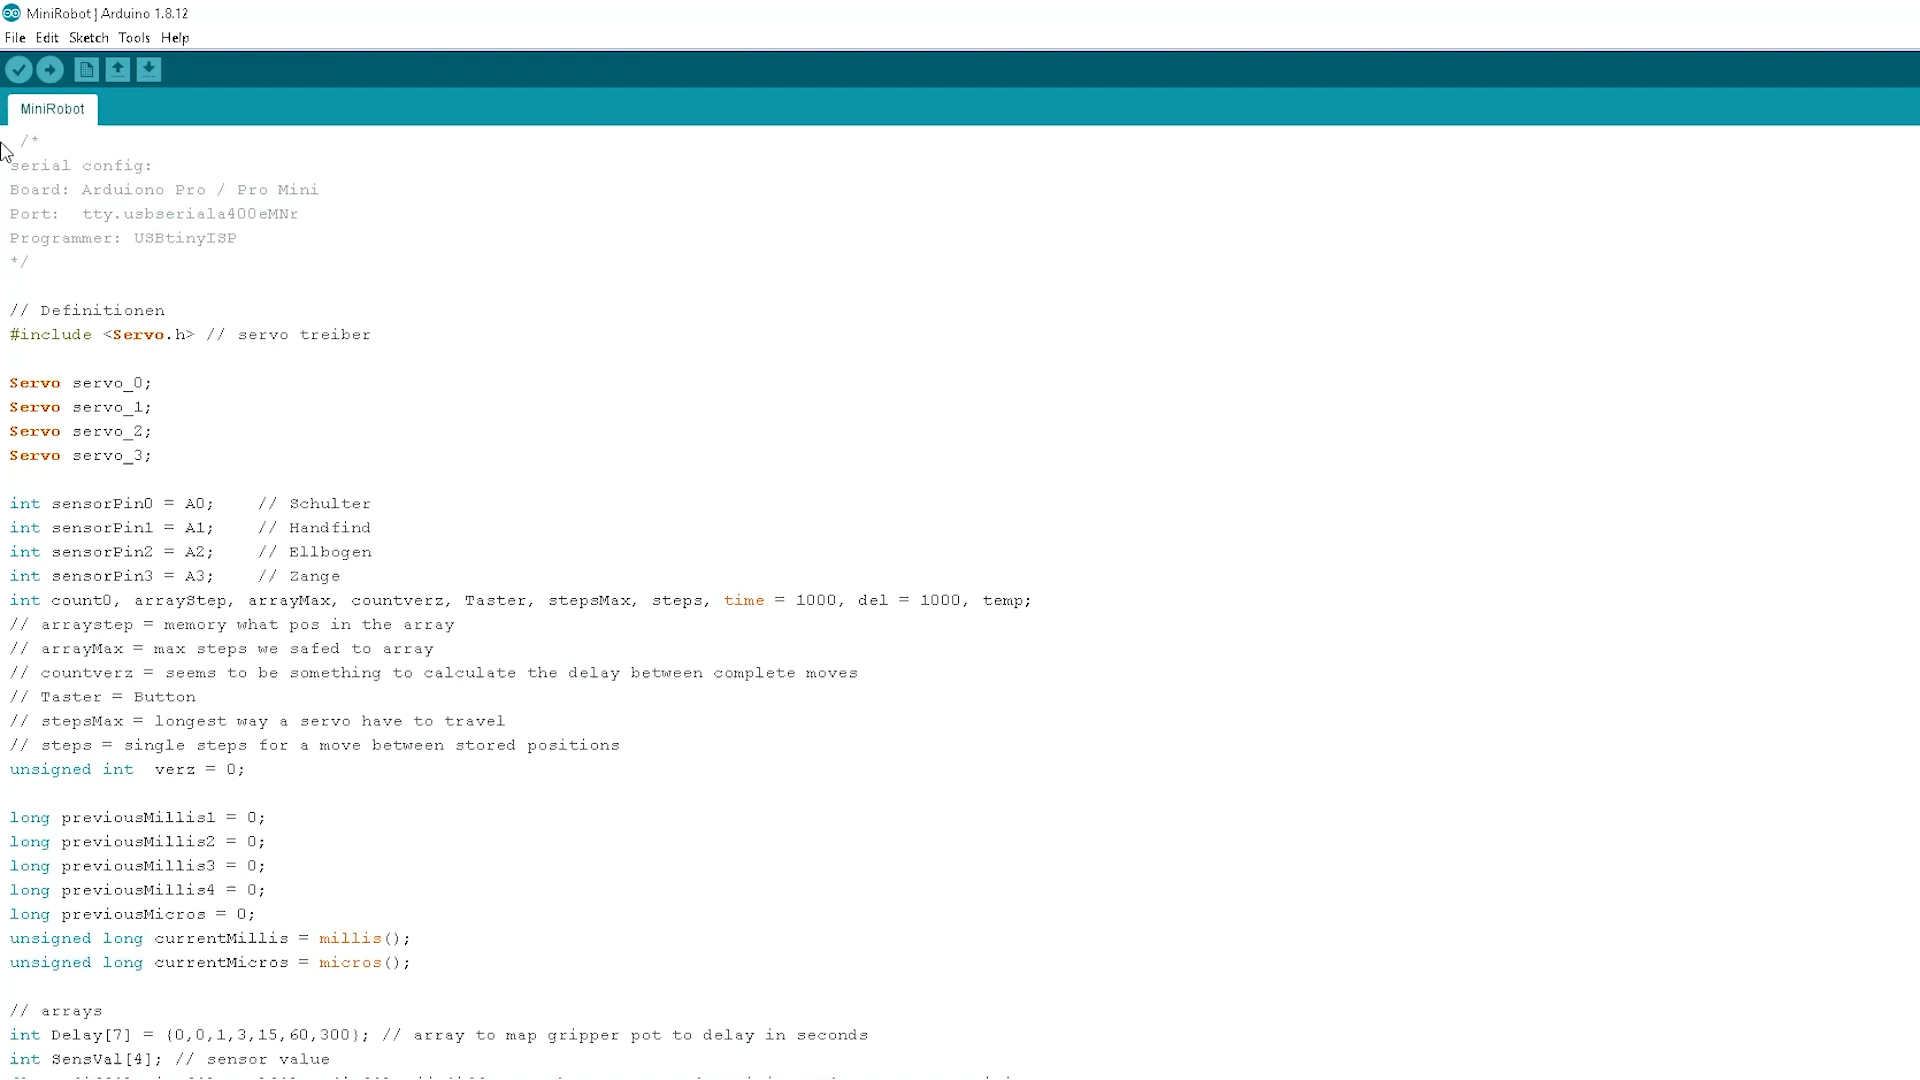 MiniRobot | Arduino 1.8.12
File Edit Sketch Tools Help
MiniRobot
/*
serial config:
Board: Arduiono Pro / Pro Mini
Port:  tty.usbseriala400eMNr
Programmer: USBtinyISP
*/
// Definitionen
#include <Servo.h> // servo treiber
Servo servo_0;
Servo servo_1;
Servo servo_2;
Servo servo_3;
int sensorPin0 = A0;    // Schulter
int sensorPin1 = A1;    // Handfind
int sensorPin2 = A2;    // Ellbogen
int sensorPin3 = A3;    // Zange
int count0, arrayStep, arrayMax, countverz, Taster, stepsMax, steps, time = 1000, del = 1000, temp;
// arraystep = memory what pos in the array
// arrayMax = max steps we safed to array
// countverz = seems to be something to calculate the delay between complete moves
// Taster = Button
// stepsMax = longest way a servo have to travel
// steps = single steps for a move between stored positions
unsigned int  verz = 0;
long previousMillis1 = 0;
long previousMillis2 = 0;
long previousMillis3 = 0;
long previousMillis4 = 0;
long previousMicros = 0;
unsigned long currentMillis = millis();
unsigned long currentMicros = micros();
// arrays
int Delay[7] = {0,0,1,3,15,60,300}; // array to map gripper pot to delay in seconds
int SensVal[4]; // sensor value